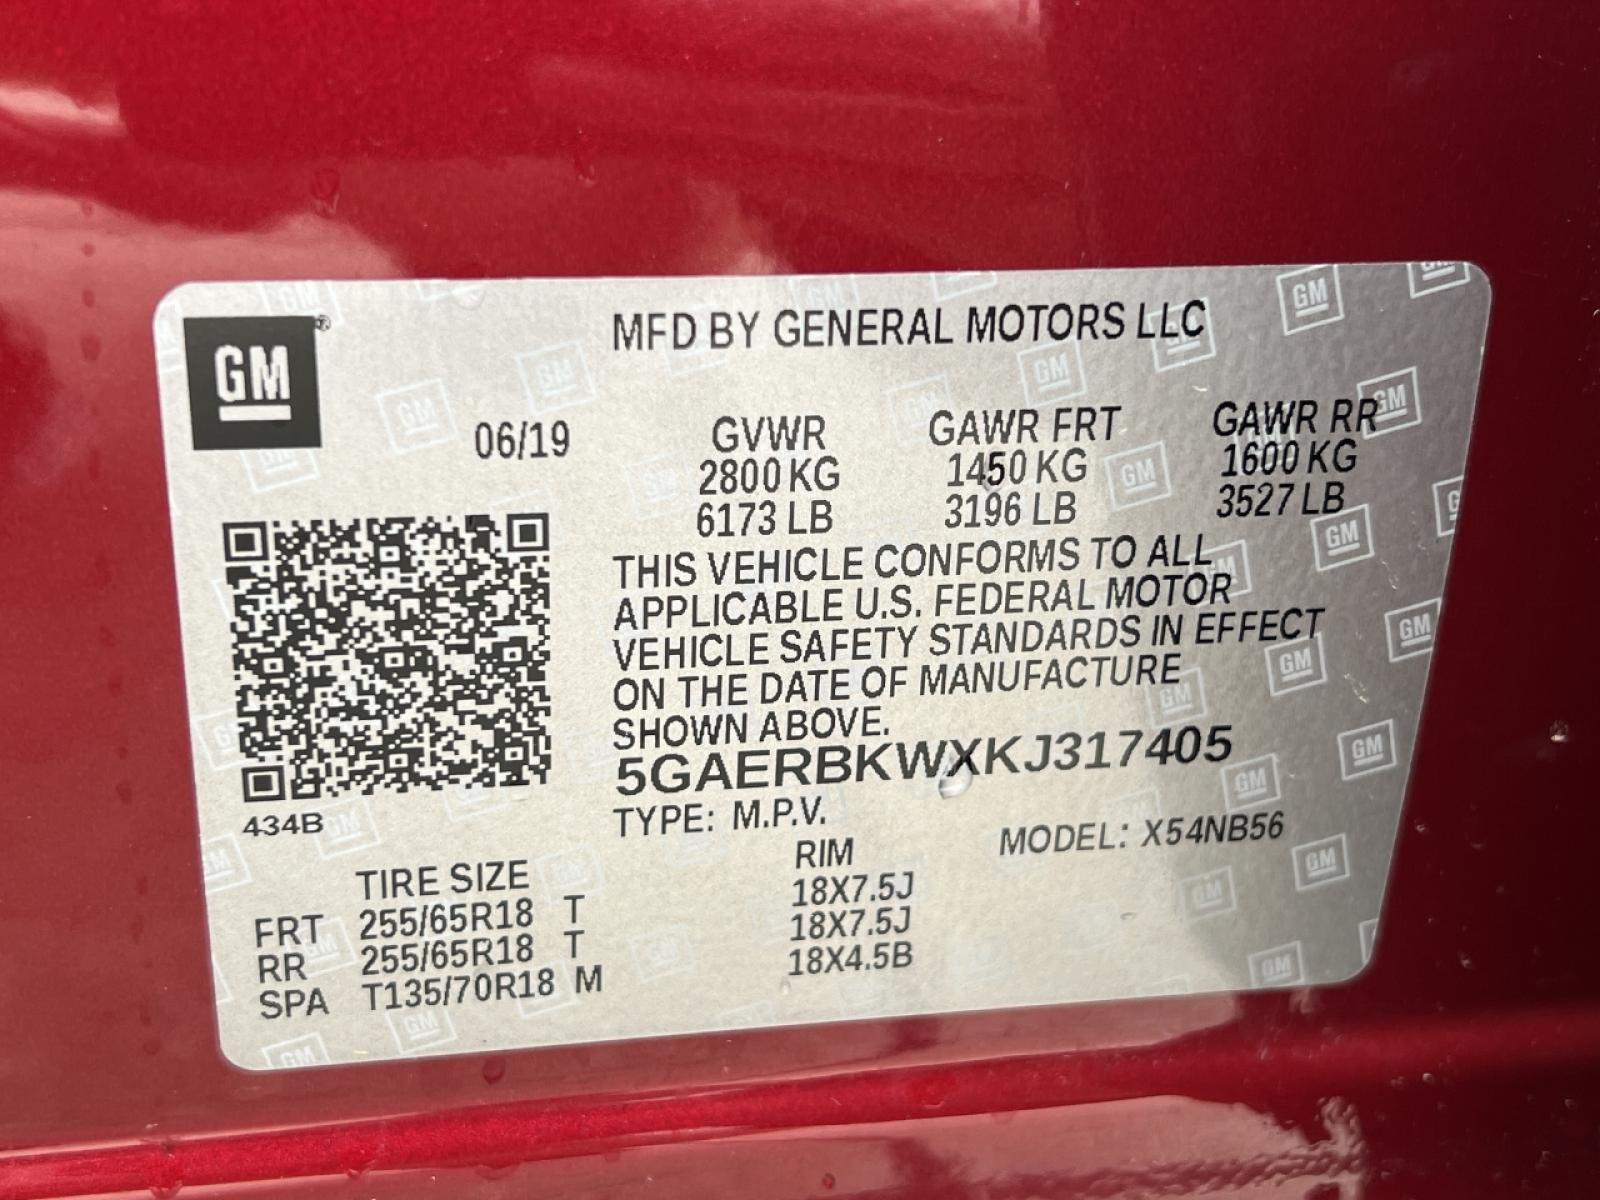 GM®
MFD BY GENERAL MOTORS LLC
06/19
GVWR GAWR FRT GAWR RR
2800 KG 1450 KG 1600 KG
6173 LB 3196 LB 3527 LB
THIS VEHICLE CONFORMS TO ALL
APPLICABLE U.S. FEDERAL MOTOR
VEHICLE SAFETY STANDARDS IN EFFECT
ON THE DATE OF MANUFACTURE
SHOWN ABOVE.
5GAERBKWXKJ317405
434B
TYPE: M.P.V. MODEL: X54NB56
TIRE SIZE RIM
FRT 255/65R18 T 18X7.5J
RR 255/65R18 T 18X7.5J
SPA T135/70R18 M 18X4.5B